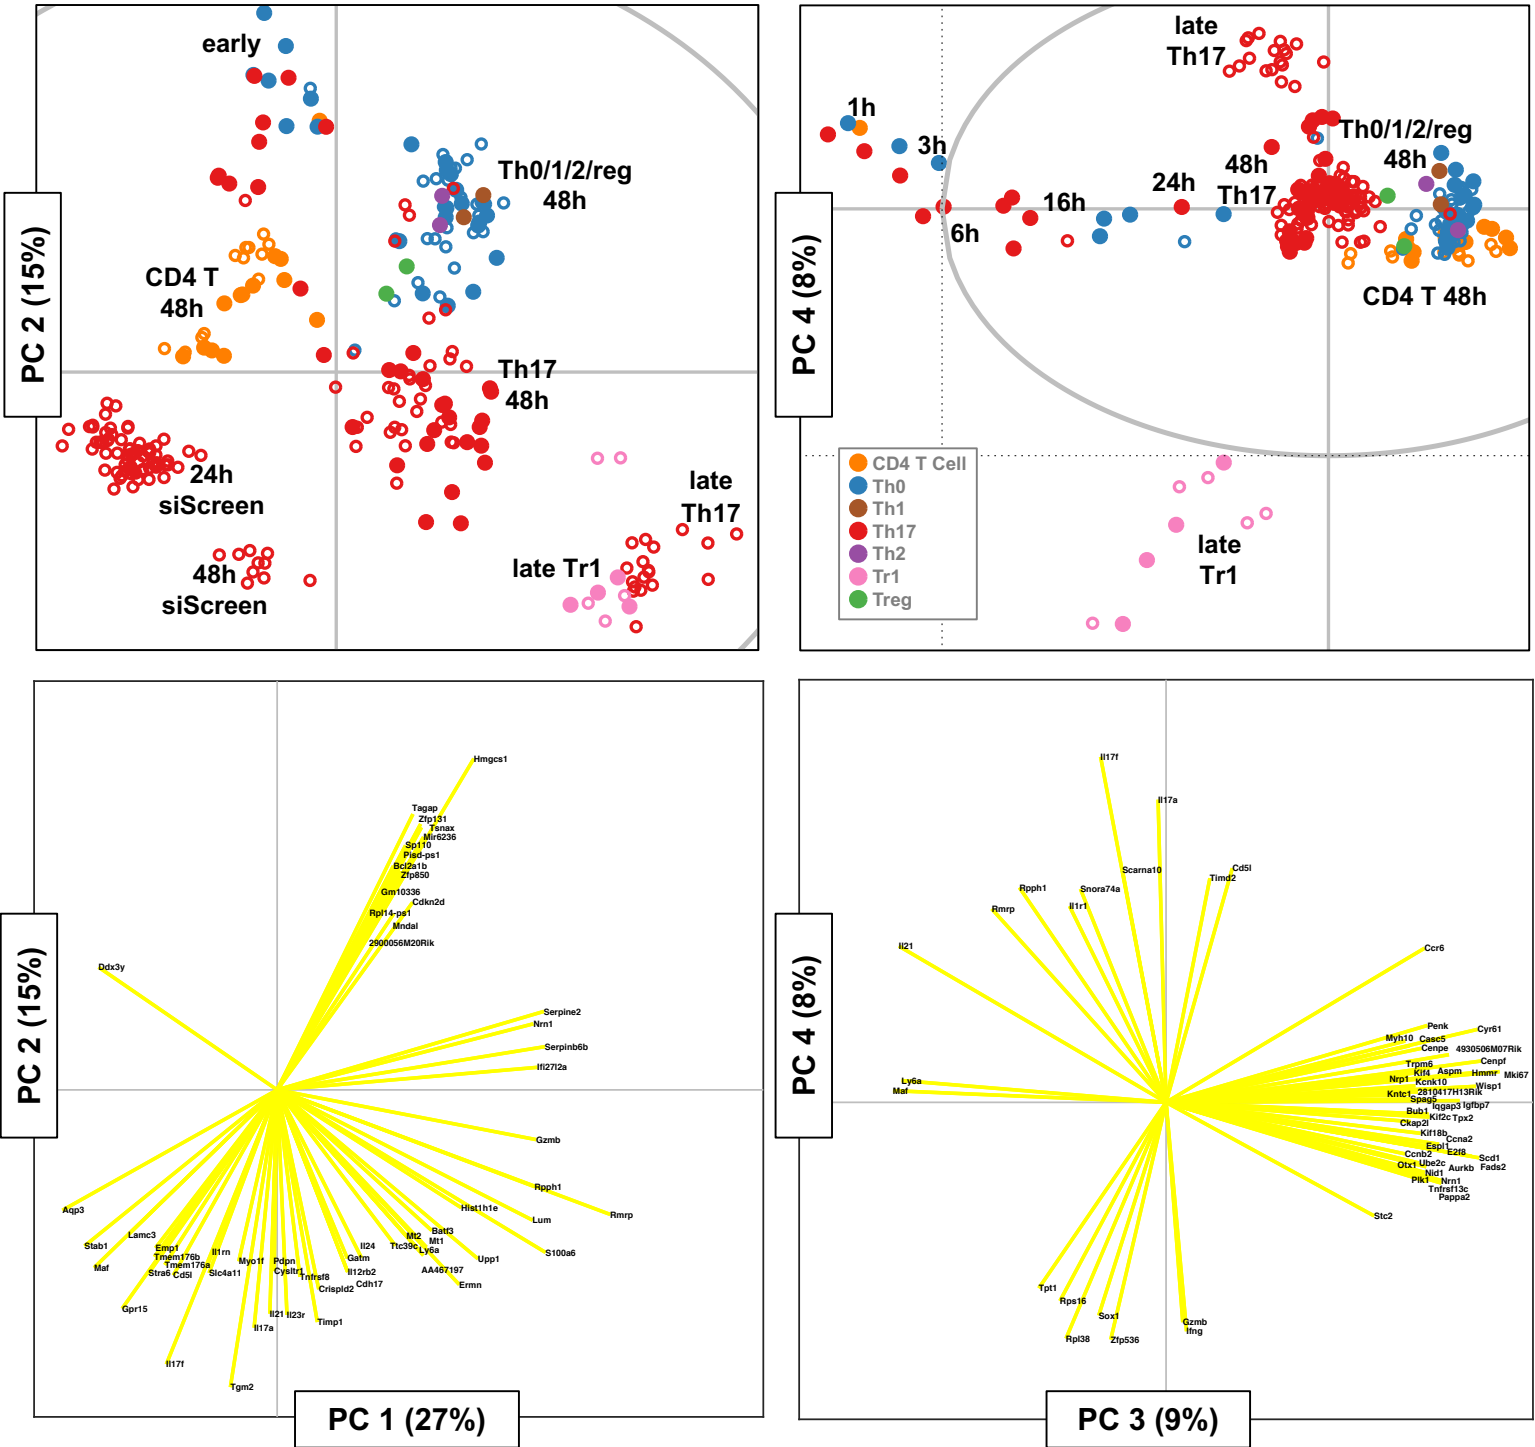 early
Th0/1/2/reg
48h
CD4 T
48h
Th17
48h
24h
siScreen
48h
siScreen
late
Th17
late Tr1
PC 2 (15%)
late
Th17
1h
3h
6h
16h
24h
48h
Th17
Th0/1/2/reg
48h
CD4 T 48h
late
Tr1
CD4 T Cell
Th0
Th1
Th17
Th2
Tr1
Treg
PC 4 (8%)
Hmgcs1
Tagap
Zfp131
Tsnax
Mir6236
Sp110
Pisd-ps1
Bcl2a1b
Zfp850
Gm10336
Cdkn2d
Rpl14-ps1
Mndal
2900056M20Rik
Ddx3y
Serpine2
Nrn1
Serpinb6b
Ifi27l2a
Gzmb
Rpph1
Rmrp
Hist1h1e
Lum
S100a6
Aqp3
Stab1
Maf
Lamc3
Emp1
Tmem176b
Tmem176a
Stra6
Cd5l
Il1rn
Slc4a11
Myo1f
Pdpn
Cysltr1
Tnfrsf8
Crispld2
Il24
Gatm
Il12rb2
Cdh17
Ttc39c
Mt2
Batf3
Mt1
Ly6a
AA467197
Upp1
Ermn
Gpr15
Il17f
Il17a
Il21
Il23r
Timp1
Tgm2
PC 2 (15%)
PC 1 (27%)
Il17f
Il17a
Scarna10
Cd5l
Timd2
Rpph1
Snora74a
Rmrp
Il1r1
Il21
Ccr6
Ly6a
Maf
Penk
Cyr61
Myh10
Casc5
Cenpe
4930506M07Rik
Cenpf
Trpm6
Kif4
Aspm
Hmmr
Mki67
Nrp1
Kcnk10
Wisp1
Kntc1
2810417H13Rik
Spag5
Iqgap3
Igfbp7
Bub1
Kif2c
Tpx2
Ckap2l
Kif18b
Ccna2
Espl1
E2f8
Ccnb2
Scd1
Otx1
Ube2c
Aurkb
Fads2
Nid1
Plk1
Nrn1
Tnfrsf13c
Pappa2
Stc2
Tpt1
Rps16
Sox1
Rpl38
Zfp536
Gzmb
Ifng
PC 4 (8%)
PC 3 (9%)